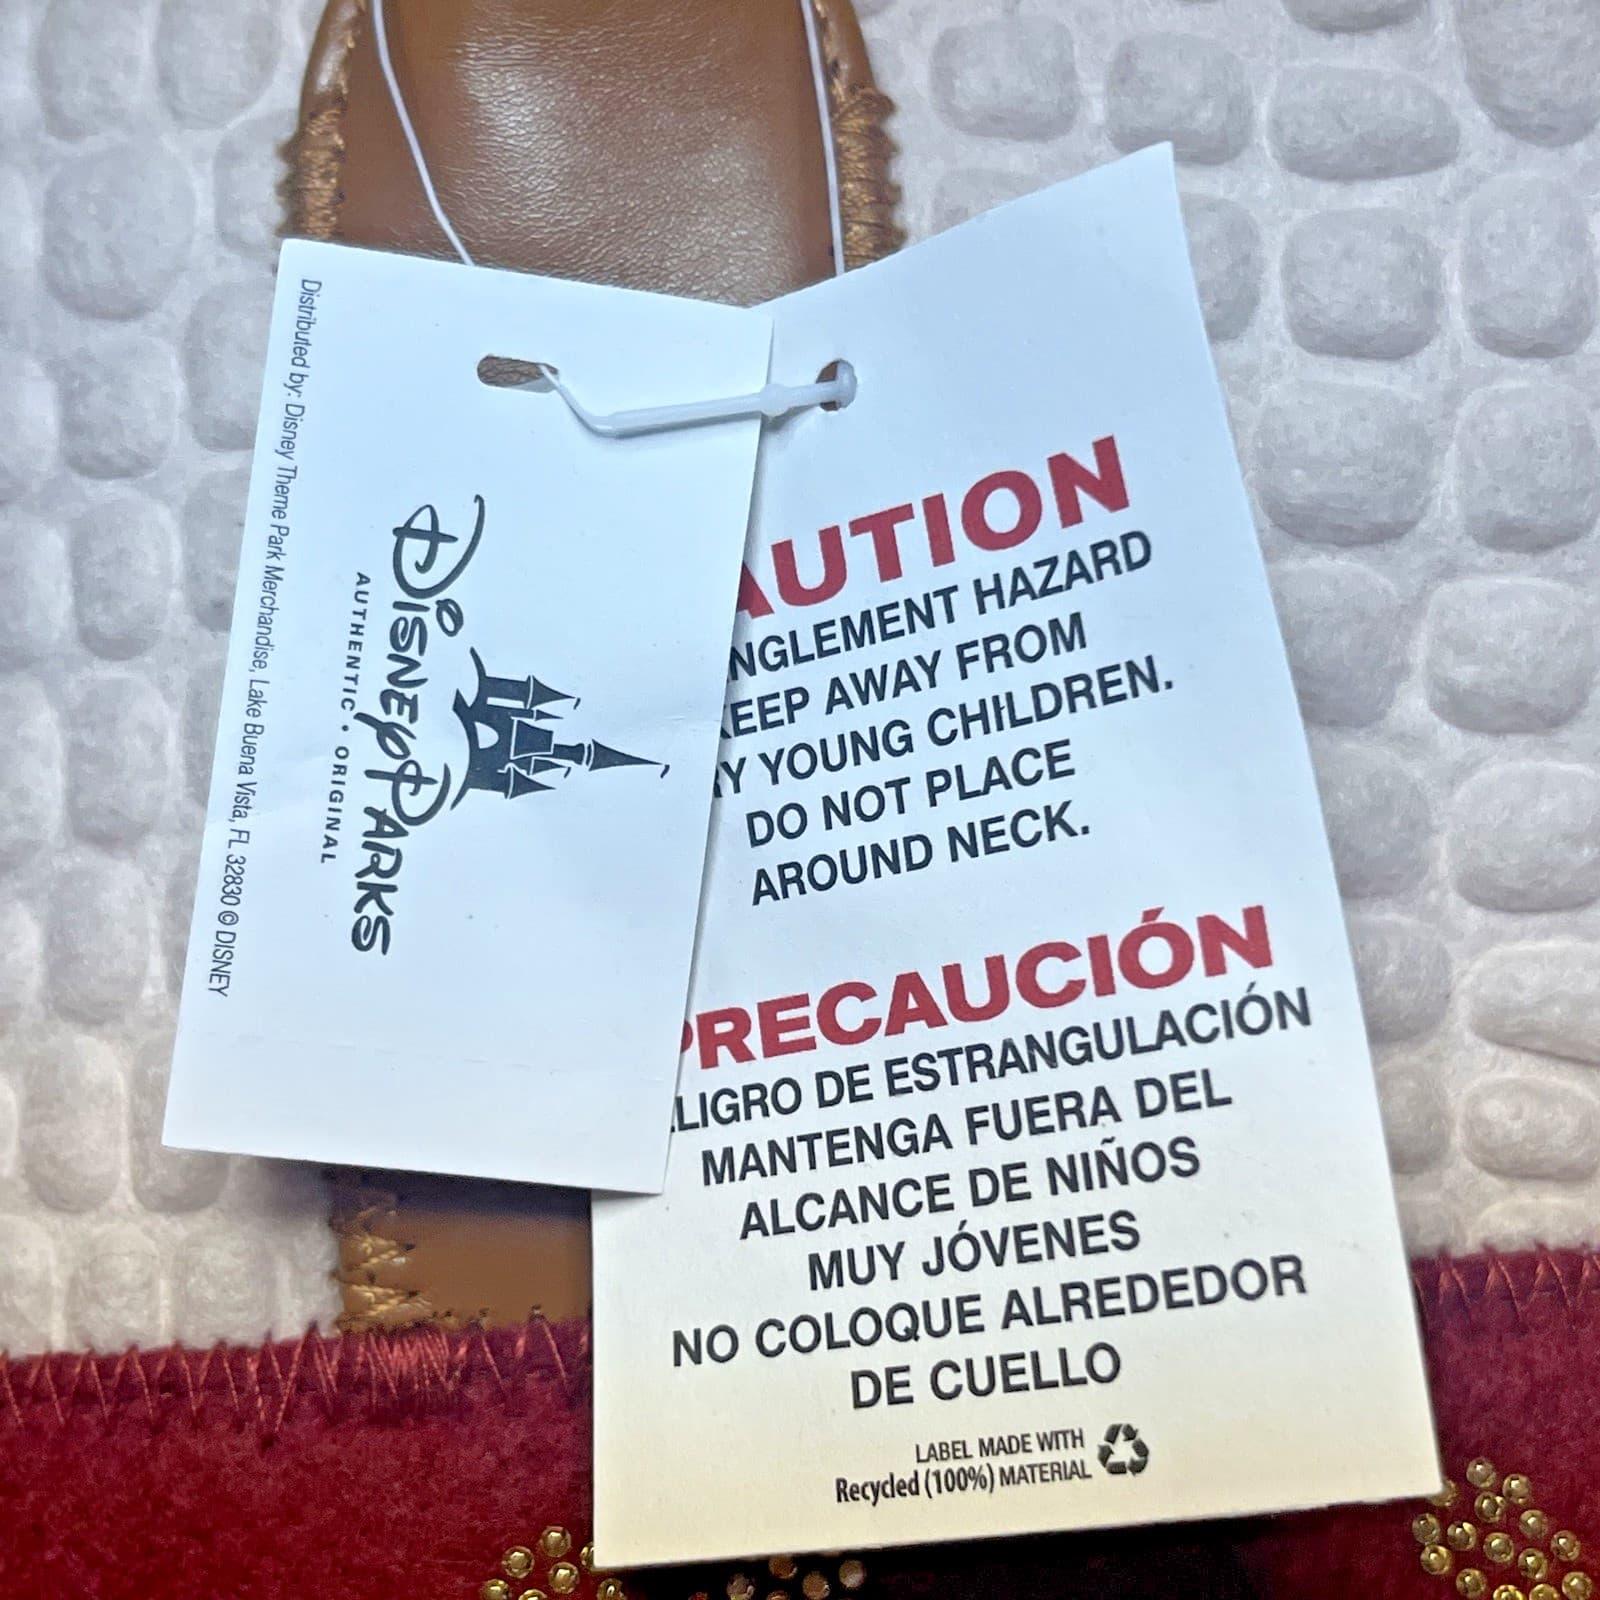 Distributed by: Disney Theme Park Merchandise, Lake Buena Vista, FL 32830 © DISNEY
Disney Parks
AUTHENTIC • ORIGINAL
AUTION
NGLEMENT HAZARD
EEP AWAY FROM
Y YOUNG CHILDREN.
DO NOT PLACE
AROUND NECK.
PRECAUCIÓN
LIGRO DE ESTRANGULACIÓN
MANTENGA FUERA DEL
ALCANCE DE NIÑOS
MUY JÓVENES
NO COLOQUE ALREDEDOR
DE CUELLO
LABEL MADE WITH
Recycled (100%) MATERIAL